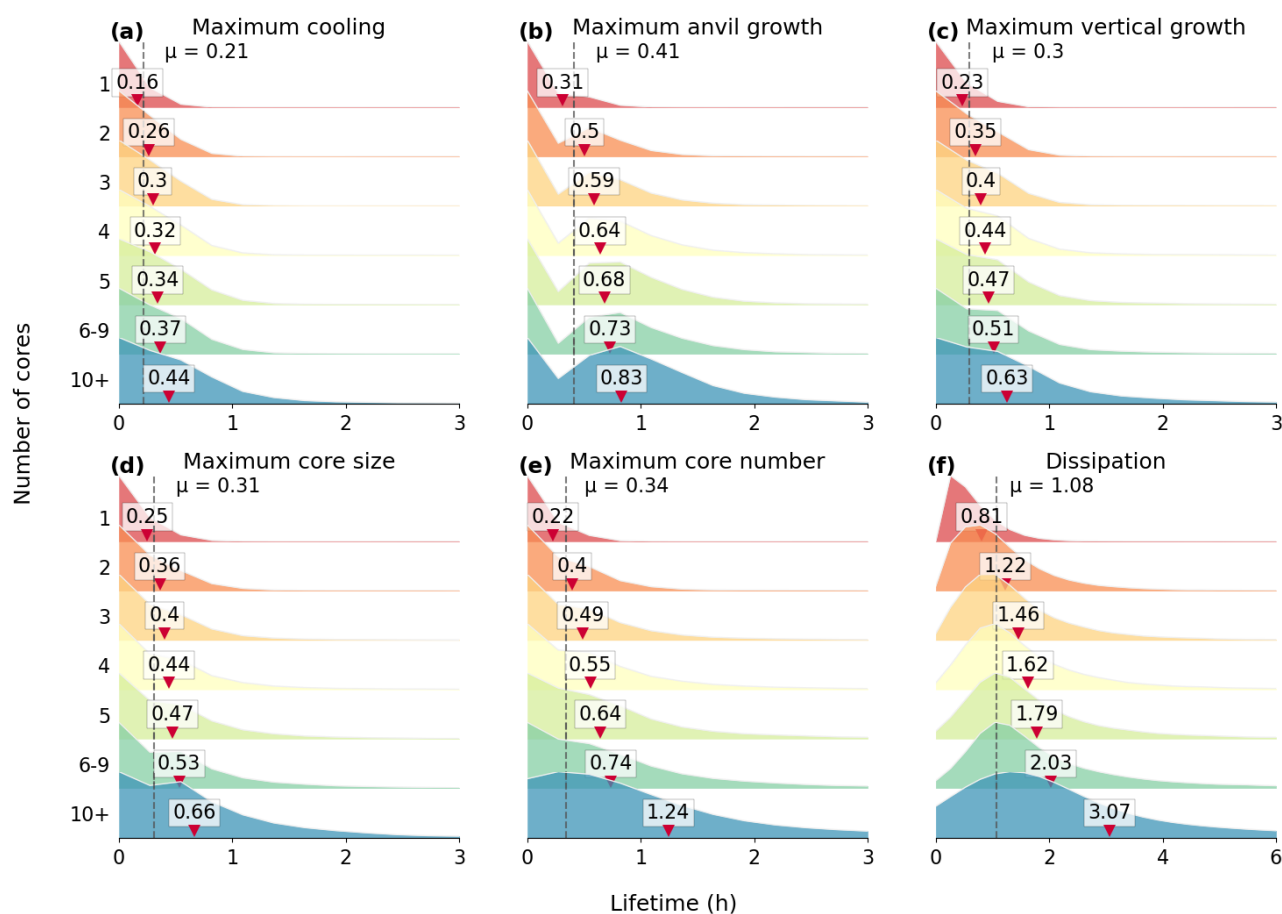 (a) Maximum cooling
μ = 0.21
(b) Maximum anvil growth
μ = 0.41
(c) Maximum vertical growth
μ = 0.3
1 0.16 0.31 0.23
2 0.26 0.5 0.35
3 0.3 0.59 0.4
4 0.32 0.64 0.44
5 0.34 0.68 0.47
6-9 0.37 0.73 0.51
10+ 0.44 0.83 0.63
0 1 2 3 0 1 2 3 0 1 2 3
Number of cores
(d) Maximum core size
μ = 0.31
(e) Maximum core number
μ = 0.34
(f) Dissipation
μ = 1.08
1 0.25 0.22 0.81
2 0.36 0.4 1.22
3 0.4 0.49 1.46
4 0.44 0.55 1.62
5 0.47 0.64 1.79
6-9 0.53 0.74 2.03
10+ 0.66 1.24 3.07
0 1 2 3 0 1 2 3 0 2 4 6
Lifetime (h)